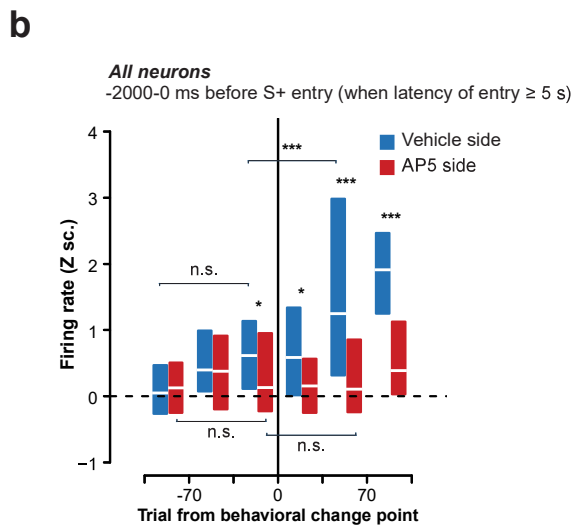 b
All neurons
-2000-0 ms before S+ entry (when latency of entry ≥ 5 s)
Vehicle side
AP5 side
Firing rate (Z sc.)
4
3
2
1
0
−1
***
***
***
n.s.
*
*
n.s.
n.s.
-70
0
70
Trial from behavioral change point